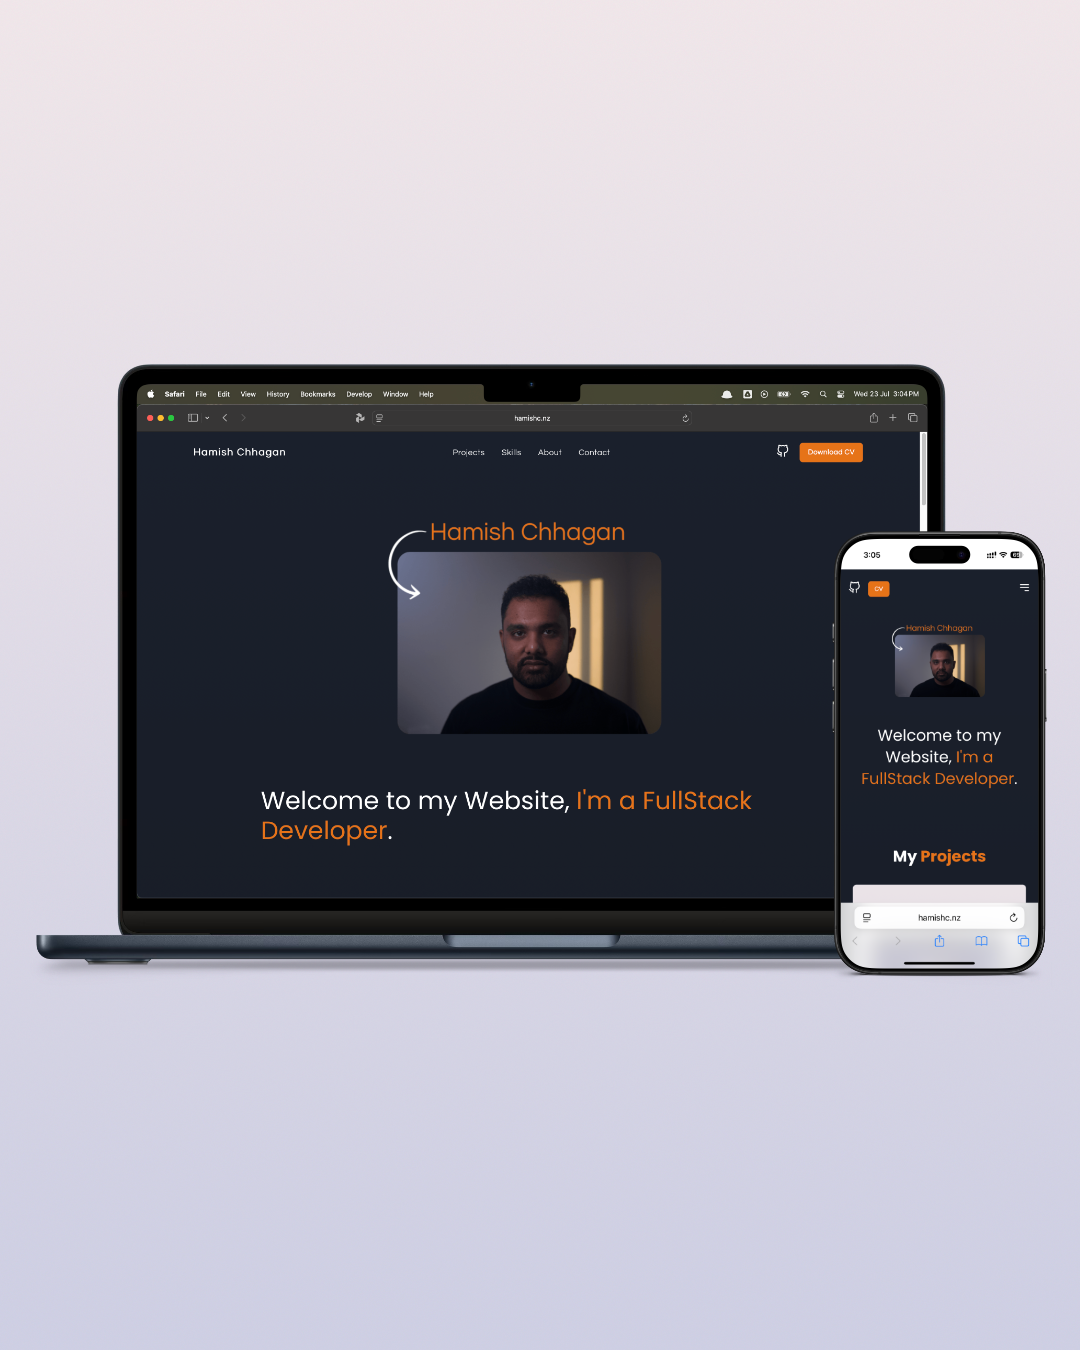 Safari File Edit View History Bookmarks Develop Window Help Wed 23 Jul 3:04 PM
hamishc.nz
Hamish Chhagan Projects Skills About Contact Download CV
Hamish Chhagan
Welcome to my Website, I'm a FullStack
Developer.
3:05
CV
Hamish Chhagan
Welcome to my
Website, I'm a
FullStack Developer.
My Projects
hamishc.nz